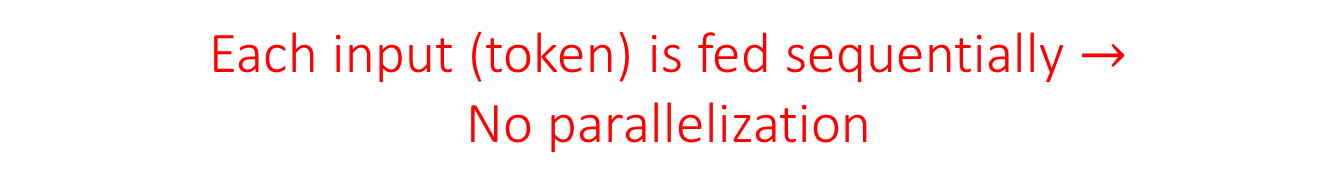 Each input (token) is fed sequentially →
No parallelization